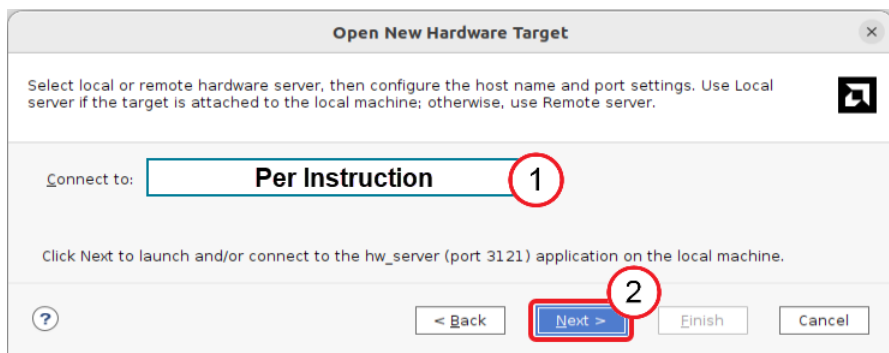 Open New Hardware Target
Select local or remote hardware server, then configure the host name and port settings. Use Local
server if the target is attached to the local machine; otherwise, use Remote server.
Connect to: Per Instruction 1
Click Next to launch and/or connect to the hw_server (port 3121) application on the local machine.
2
? < Back Next > Finish Cancel